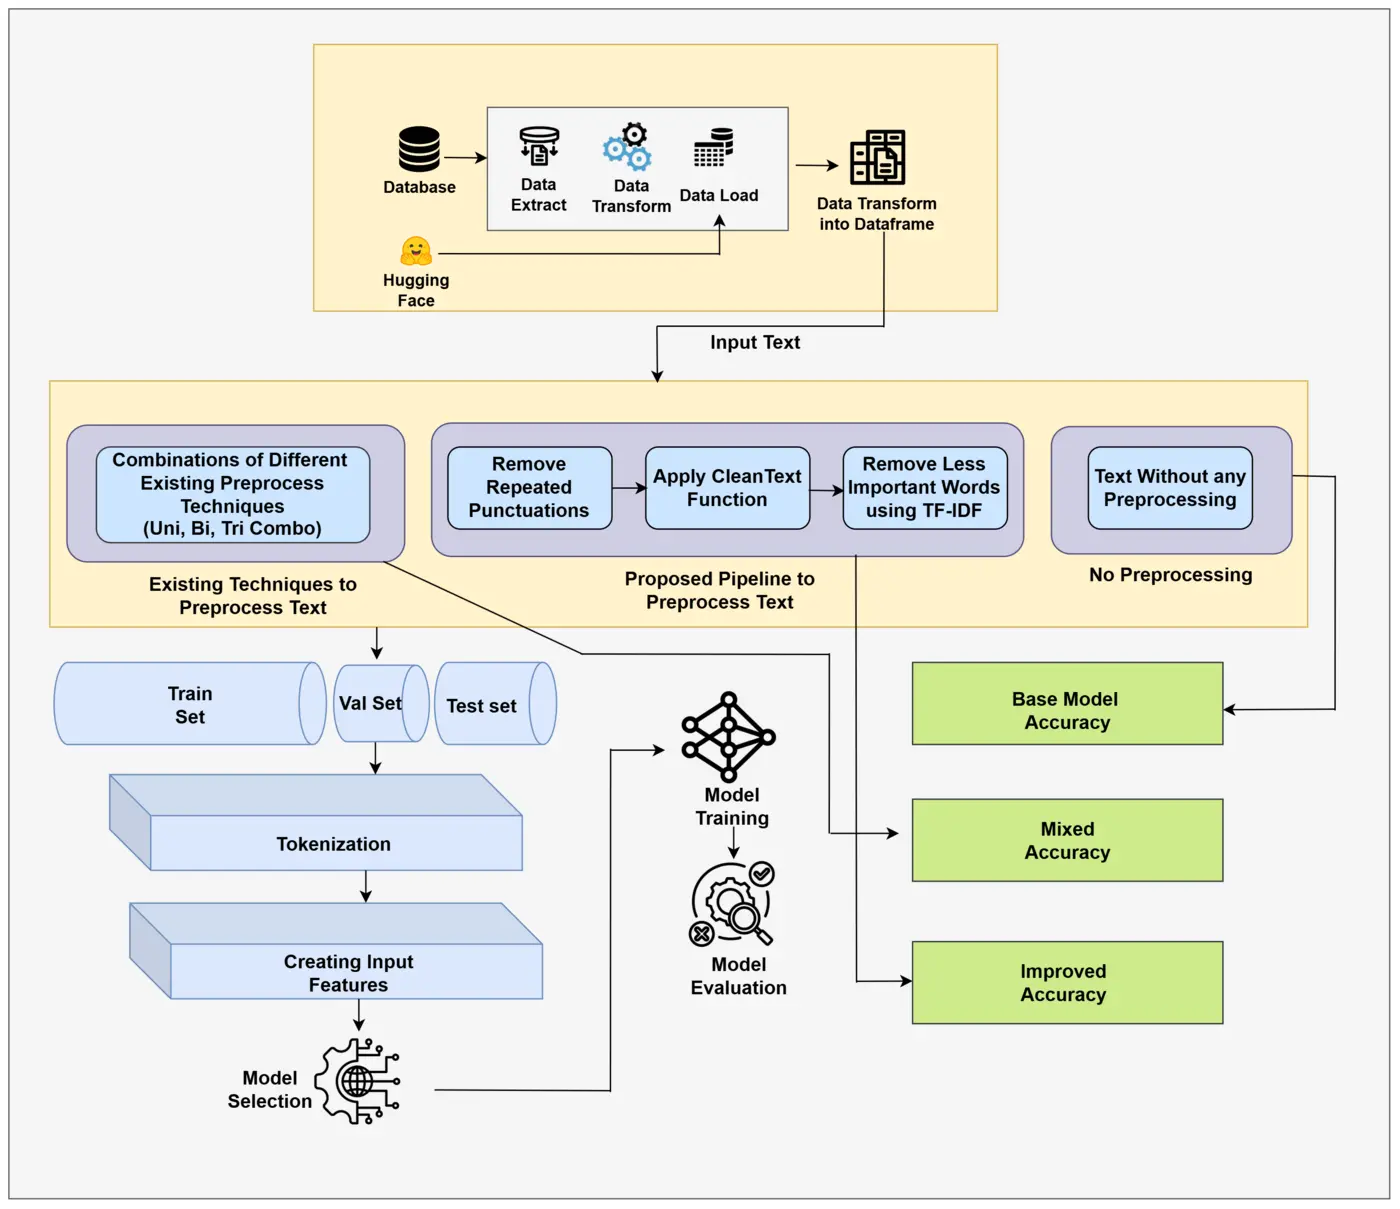 Database
Data
Extract
Data
Transform
Data Load
Data Transform
into Dataframe
Hugging
Face
Input Text
Combinations of Different
Existing Preprocess
Techniques
(Uni, Bi, Tri Combo)
Existing Techniques to
Preprocess Text
Remove
Repeated
Punctuations
Apply CleanText
Function
Remove Less
Important Words
using TF-IDF
Proposed Pipeline to
Preprocess Text
Text Without any
Preprocessing
No Preprocessing
Train
Set
Val Set
Test set
Tokenization
Creating Input
Features
Model
Selection
Model
Training
Model
Evaluation
Base Model
Accuracy
Mixed
Accuracy
Improved
Accuracy